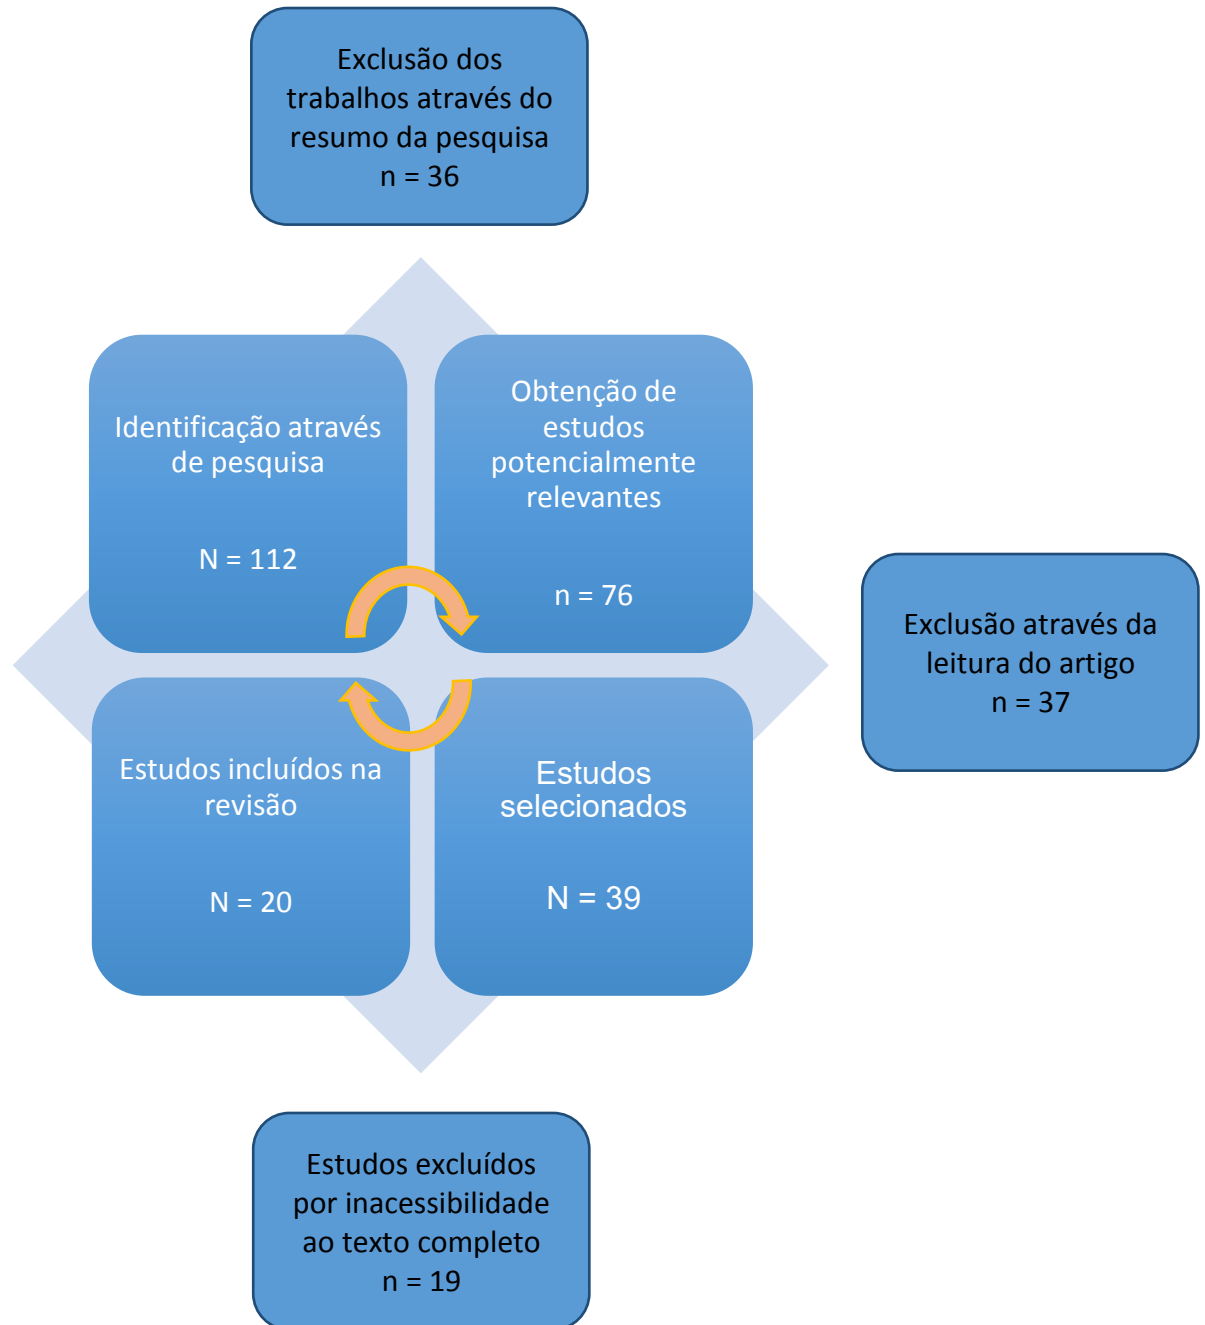 Exclusão dos
trabalhos através do
resumo da pesquisa
n = 36
Identificação através
de pesquisa
N = 112
Obtenção de
estudos
potencialmente
relevantes
n = 76
Exclusão através da
leitura do artigo
n = 37
Estudos incluídos na
revisão
N = 20
Estudos
selecionados
N = 39
Estudos excluídos
por inacessibilidade
ao texto completo
n = 19